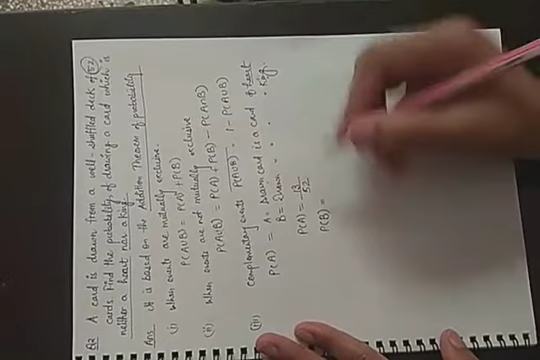 Q2 A card is drawn from a well-shuffled deck of 52
cards. Find the probability of drawing a card which is
neither a heart nor a king.
Ans It is based on the Addition Theorem of probability
(i) When events are mutually exclusive.
P(A∪B) = P(A) + P(B)
(ii) When events are not mutually exclusive
P(A∪B) = P(A) + P(B) - P(A∩B)
(iii) Complementary events P(A∪B) = 1 - P(A∪B)
P(A) = A = Drawn card is a card of heart
B = Drawn " " " " " King.
P(A) = 13/52
P(B) =